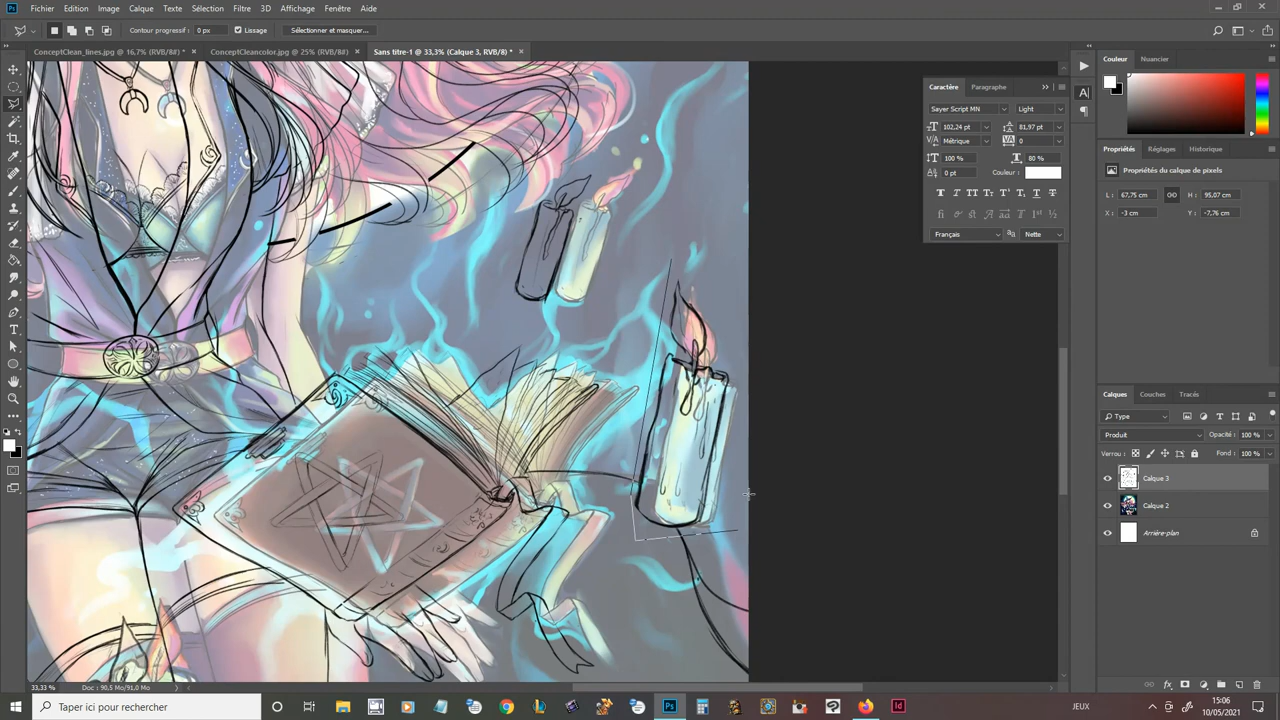 Fichier Edition Image Calque Texte Sélection Filtre 3D Affichage Fenêtre Aide
Contour progressif : 0 px Lissage Sélectionner et masquer...
ConceptClean_lines.jpg @ 16,7% (RVB/8#) * × ConceptCleancolor.jpg @ 25% (RVB/8#) × Sans titre-1 @ 33,3% (Calque 3, RVB/8) * ×
Couleur Nuancier
Caractère Paragraphe
Sayer Script MN Light
102,24 pt 81,97 pt
Métrique 0
100 % 80 %
0 pt Couleur :
Français Nette
Propriétés Réglages Historique
Propriétés du calque de pixels
L : 67,75 cm H : 95,07 cm
X : -3 cm Y : -7,76 cm
Calques Couches Tracés
Type
Produit Opacité : 100 %
Verrou : Fond : 100 %
Calque 3
Calque 2
Arrière-plan
33,33 % Doc : 90,5 Mo/91,0 Mo
Taper ici pour rechercher
JEUX
15:06
10/05/2021